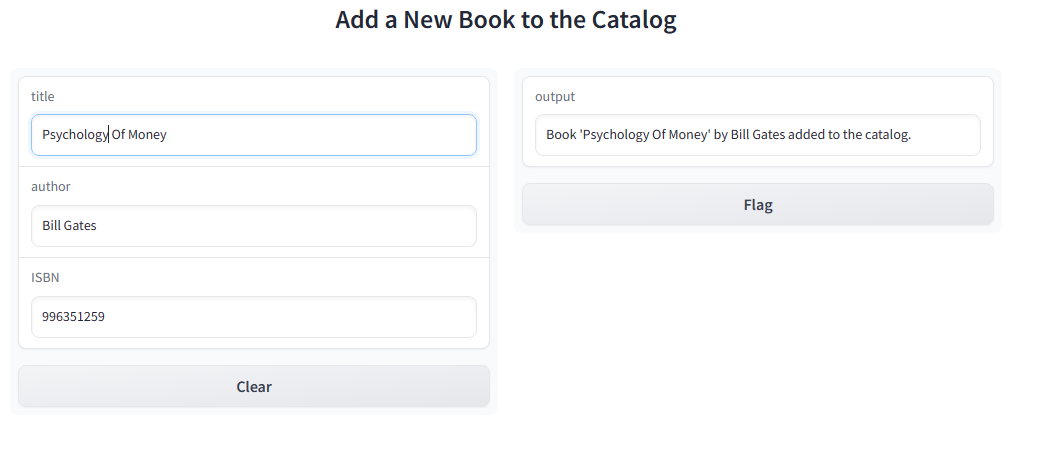 Add a New Book to the Catalog
title
Psychology Of Money
author
Bill Gates
ISBN
996351259
Clear
output
Book 'Psychology Of Money' by Bill Gates added to the catalog.
Flag